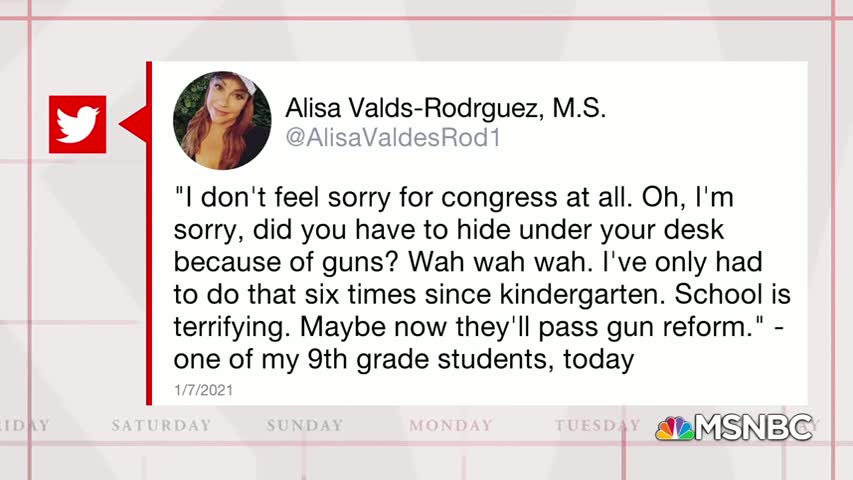 Alisa Valds-Rodrguez, M.S.
@AlisaValdesRod1
"I don't feel sorry for congress at all. Oh, I'm
sorry, did you have to hide under your desk
because of guns? Wah wah wah. I've only had
to do that six times since kindergarten. School is
terrifying. Maybe now they'll pass gun reform." -
one of my 9th grade students, today
1/7/2021
SATURDAY SUNDAY MONDAY TUESDAY
MSNBC